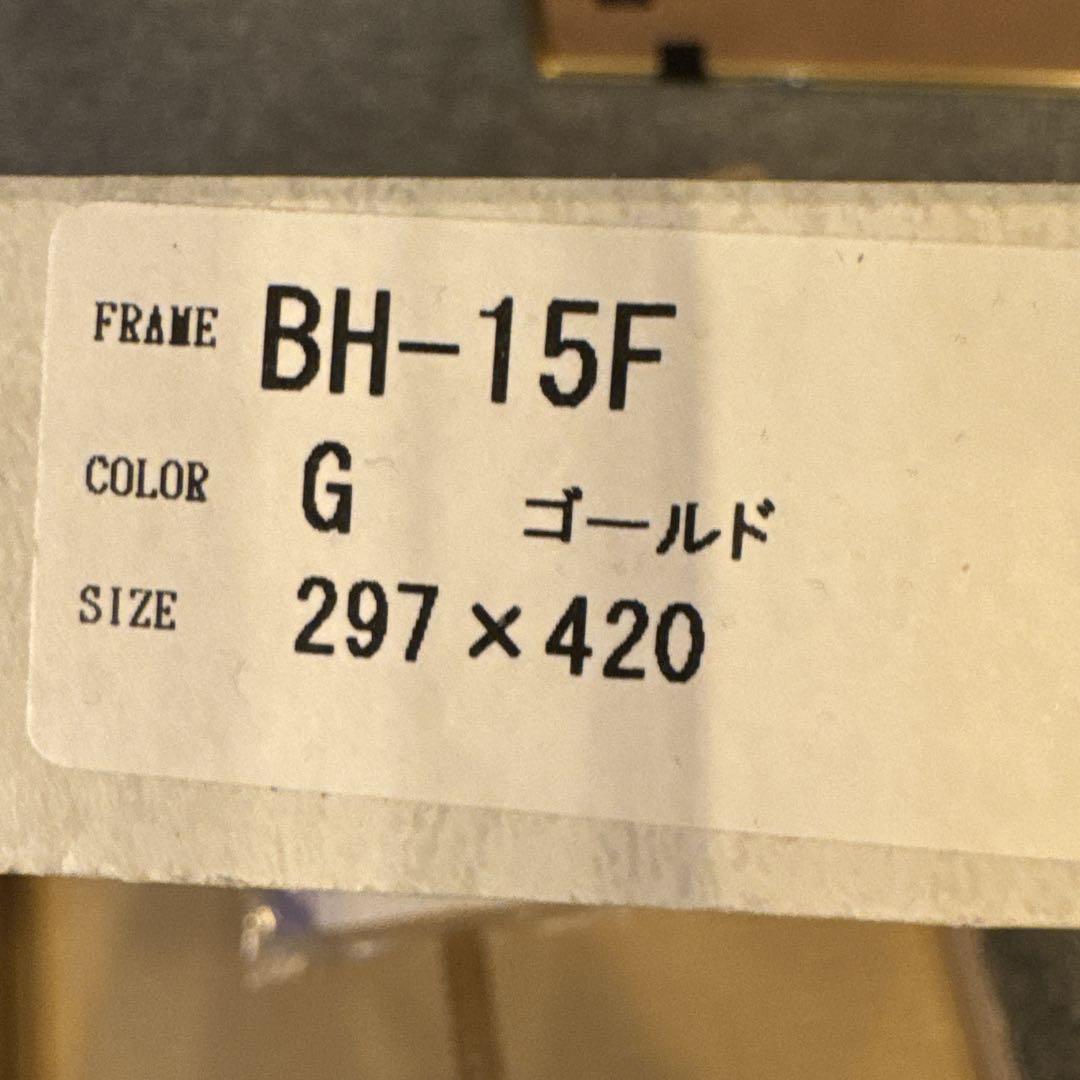 FRAME BH-15F
COLOR G ゴールド
SIZE 297×420